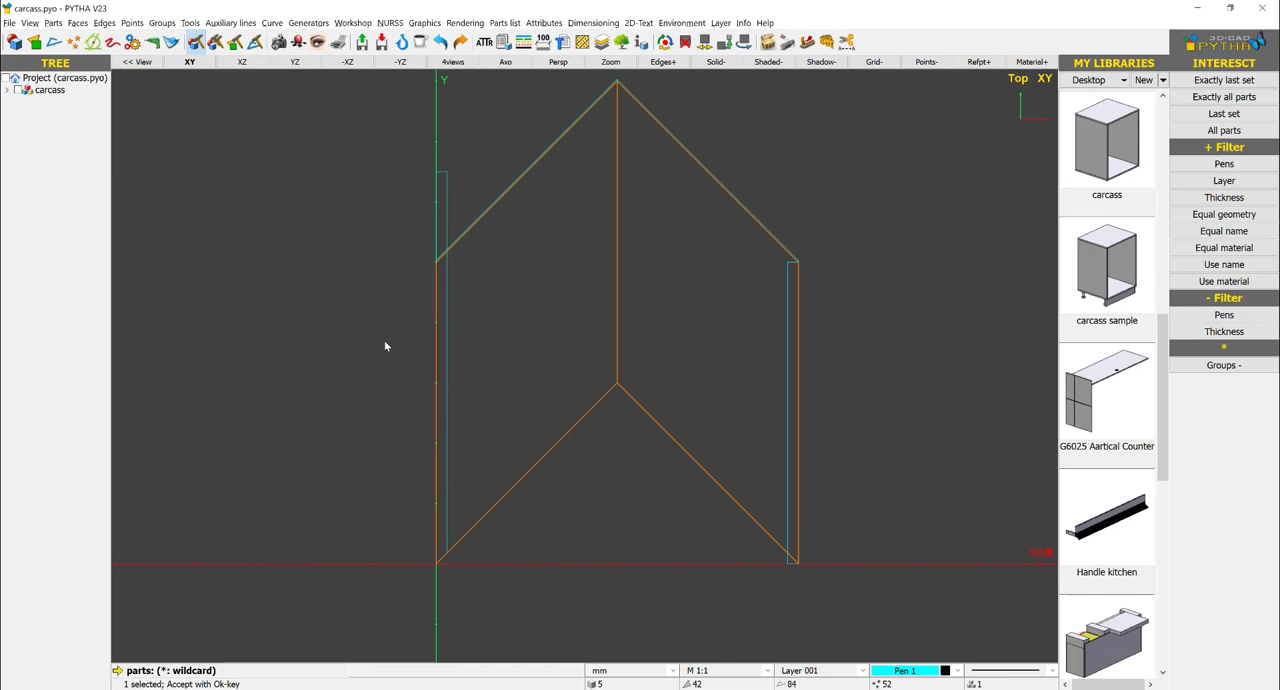 carcass.pyo - PYTHA V23
File View Parts Faces Edges Points Groups Tools Auxiliary lines Curve Generators Workshop NURSS Graphics Rendering Parts list Attributes Dimensioning 2D-Text Environment Layer Info Help
ATTR 100
3D-CAD PYTHA
TREE
<< View XY XZ YZ -XZ -YZ 4views Axo Persp Zoom Edges+ Solid- Shaded- Shadow- Grid- Points- Refpt+ Material+
MY LIBRARIES
INTERESCT
Project (carcass.pyo)
carcass
Y
Top XY
Desktop New
Exactly last set
Exactly all parts
Last set
All parts
+ Filter
Pens
Layer
Thickness
Equal geometry
Equal name
Equal material
Use name
Use material
- Filter
Pens
Thickness
*
Groups -
carcass
carcass sample
G6025 Aartical Counter
Handle kitchen
parts: (*: wildcard)
mm M 1:1 Layer 001 Pen 1
1 selected; Accept with Ok-key
5 42 84 52 1